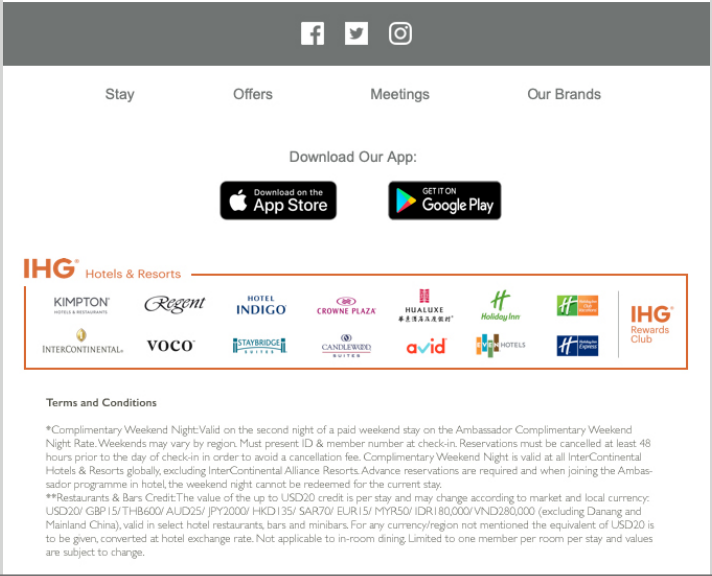 Stay Offers Meetings Our Brands
Download Our App:
Download on the App Store
GET IT ON Google Play
IHG® Hotels & Resorts
KIMPTON® Regent HOTEL INDIGO® CROWNE PLAZA® HUALUXE Holiday Inn
HOTELS & RESTAURANTS
IHG® Rewards Club
INTERCONTINENTAL® VOCO® STAYBRIDGE SUITES CANDLEWOOD SUITES avid® EVEN HOTELS Holiday Inn Express
Terms and Conditions
*Complimentary Weekend Night: Valid on the second night of a paid weekend stay on the Ambassador Complimentary Weekend
Night Rate. Weekends may vary by region. Must present ID & member number at check-in. Reservations must be cancelled at least 48
hours prior to the day of check-in in order to avoid a cancellation fee. Complimentary Weekend Night is valid at all InterContinental
Hotels & Resorts globally, excluding InterContinental Alliance Resorts. Advance reservations are required and when joining the Ambas-
sador programme in hotel, the weekend night cannot be redeemed for the current stay.
**Restaurants & Bars Credit: The value of the up to USD20 credit is per stay and may change according to market and local currency:
USD20/ GBP15/ THB600/ AUD25/ JPY2000/ HKD135/ SAR70/ EUR15/ MYR50/ IDR180,000/ VND280,000 (excluding Danang and
Mainland China), valid in select hotel restaurants, bars and minibars. For any currency/region not mentioned the equivalent of USD20 is
to be given, converted at hotel exchange rate. Not applicable to in-room dining. Limited to one member per room per stay and values
are subject to change.